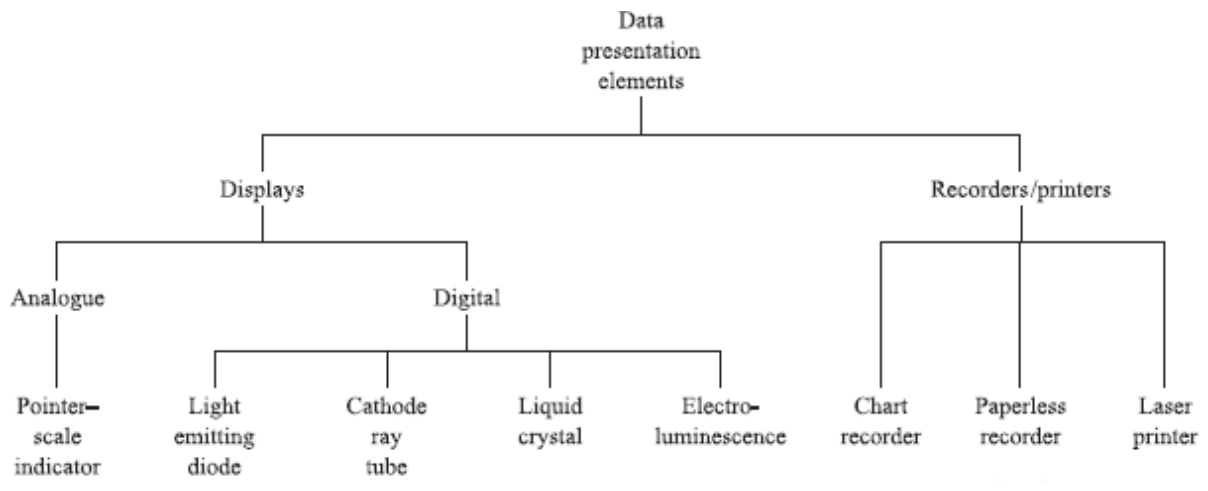 Data
presentation
elements
Displays
Recorders/printers
Analogue
Digital
Pointer–
scale
indicator
Light
emitting
diode
Cathode
ray
tube
Liquid
crystal
Electro-
luminescence
Chart
recorder
Paperless
recorder
Laser
printer